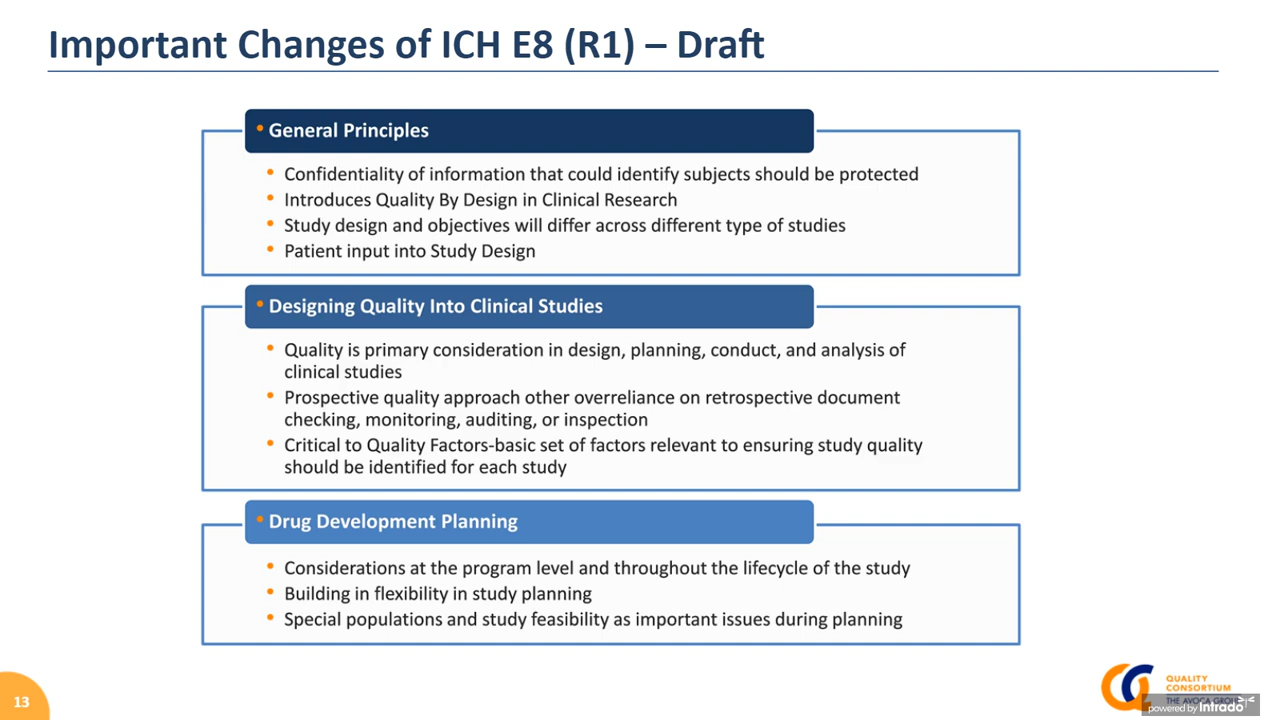 Important Changes of ICH E8 (R1) – Draft
• General Principles
• Confidentiality of information that could identify subjects should be protected
• Introduces Quality By Design in Clinical Research
• Study design and objectives will differ across different type of studies
• Patient input into Study Design
• Designing Quality Into Clinical Studies
• Quality is primary consideration in design, planning, conduct, and analysis of
clinical studies
• Prospective quality approach other overreliance on retrospective document
checking, monitoring, auditing, or inspection
• Critical to Quality Factors-basic set of factors relevant to ensuring study quality
should be identified for each study
• Drug Development Planning
• Considerations at the program level and throughout the lifecycle of the study
• Building in flexibility in study planning
• Special populations and study feasibility as important issues during planning
13
QUALITY
CONSORTIUM
THE AVOCA GROUP
powered by intrado